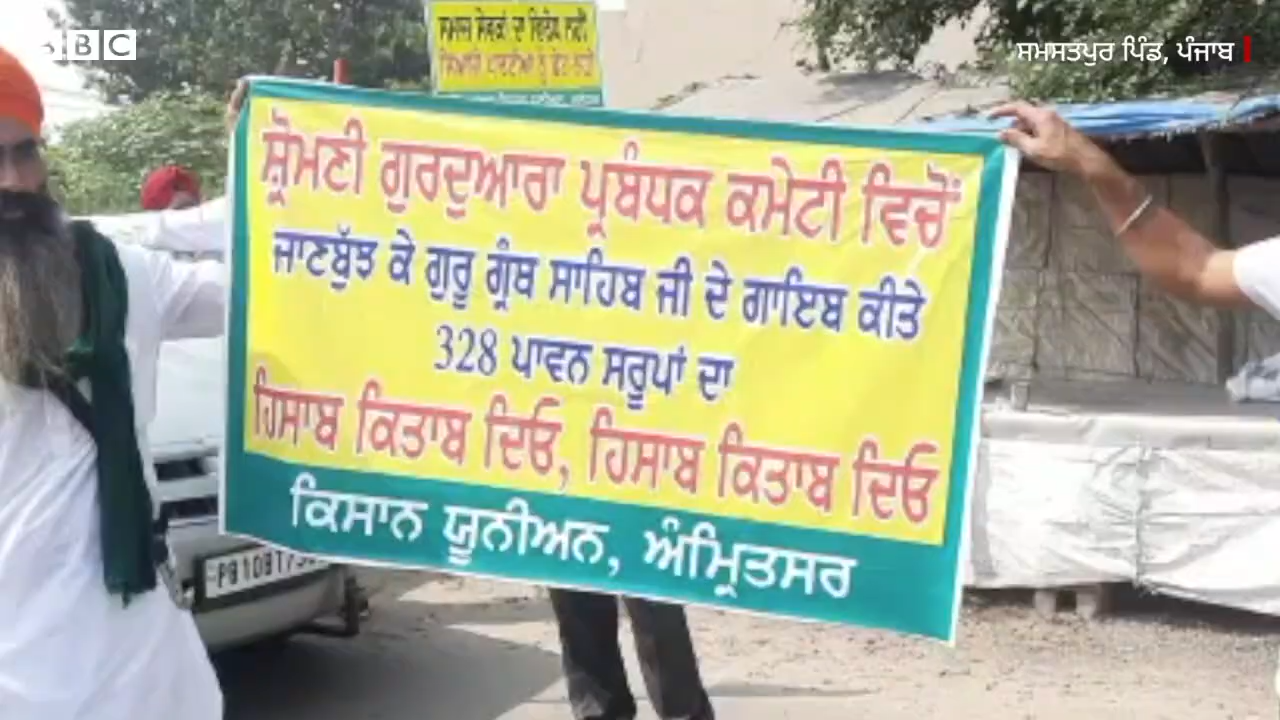 BBC
ਸਮਸਤਪੁਰ ਪਿੰਡ, ਪੰਜਾਬ
ਸ਼੍ਰੋਮਣੀ ਗੁਰਦੁਆਰਾ ਪ੍ਰਬੰਧਕ ਕਮੇਟੀ ਵਿਚੋਂ
ਜਾਣਬੁੱਝ ਕੇ ਗੁਰੂ ਗ੍ਰੰਥ ਸਾਹਿਬ ਜੀ ਦੇ ਗਾਇਬ ਕੀਤੇ
328 ਪਾਵਨ ਸਰੂਪਾਂ ਦਾ
ਹਿਸਾਬ ਕਿਤਾਬ ਦਿਓ, ਹਿਸਾਬ ਕਿਤਾਬ ਦਿਓ
ਕਿਸਾਨ ਯੂਨੀਅਨ, ਅੰਮ੍ਰਿਤਸਰ